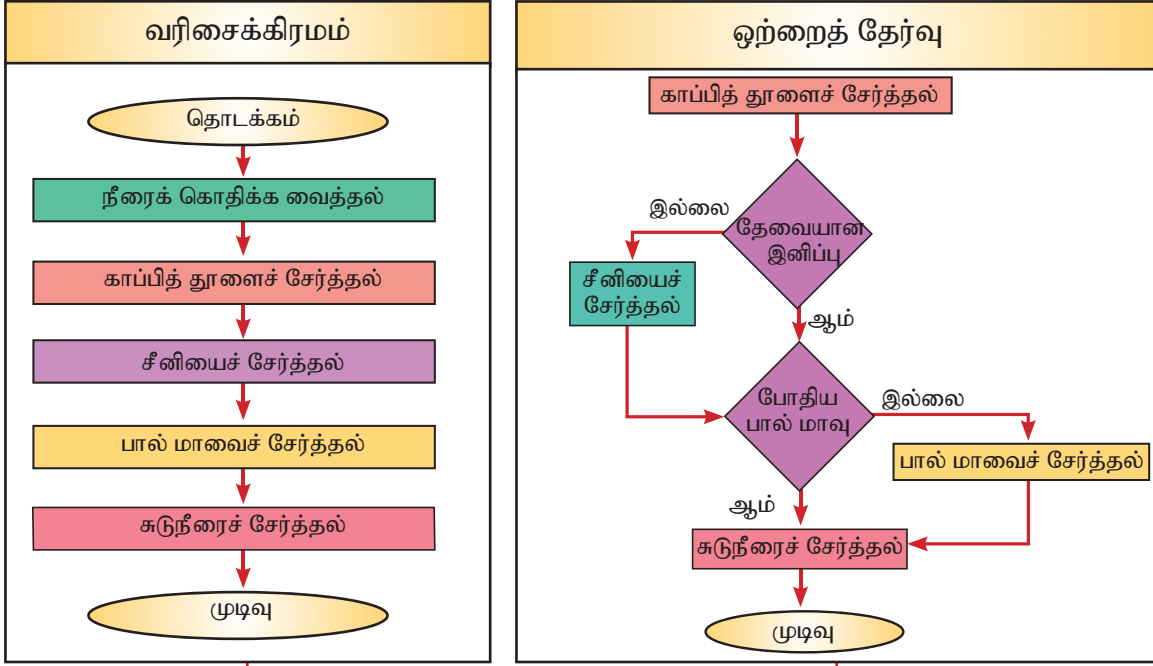 வரிசைக்கிரமம்
தொடக்கம்
நீரைக் கொதிக்க வைத்தல்
காப்பித் தூளைச் சேர்த்தல்
சீனியைச் சேர்த்தல்
பால் மாவைச் சேர்த்தல்
சுடுநீரைச் சேர்த்தல்
முடிவு
ஒற்றைத் தேர்வு
காப்பித் தூளைச் சேர்த்தல்
இல்லை
தேவையான
இனிப்பு
சீனியைச்
சேர்த்தல்
ஆம்
போதிய
பால் மாவு
இல்லை
பால் மாவைச் சேர்த்தல்
ஆம்
சுடுநீரைச் சேர்த்தல்
முடிவு